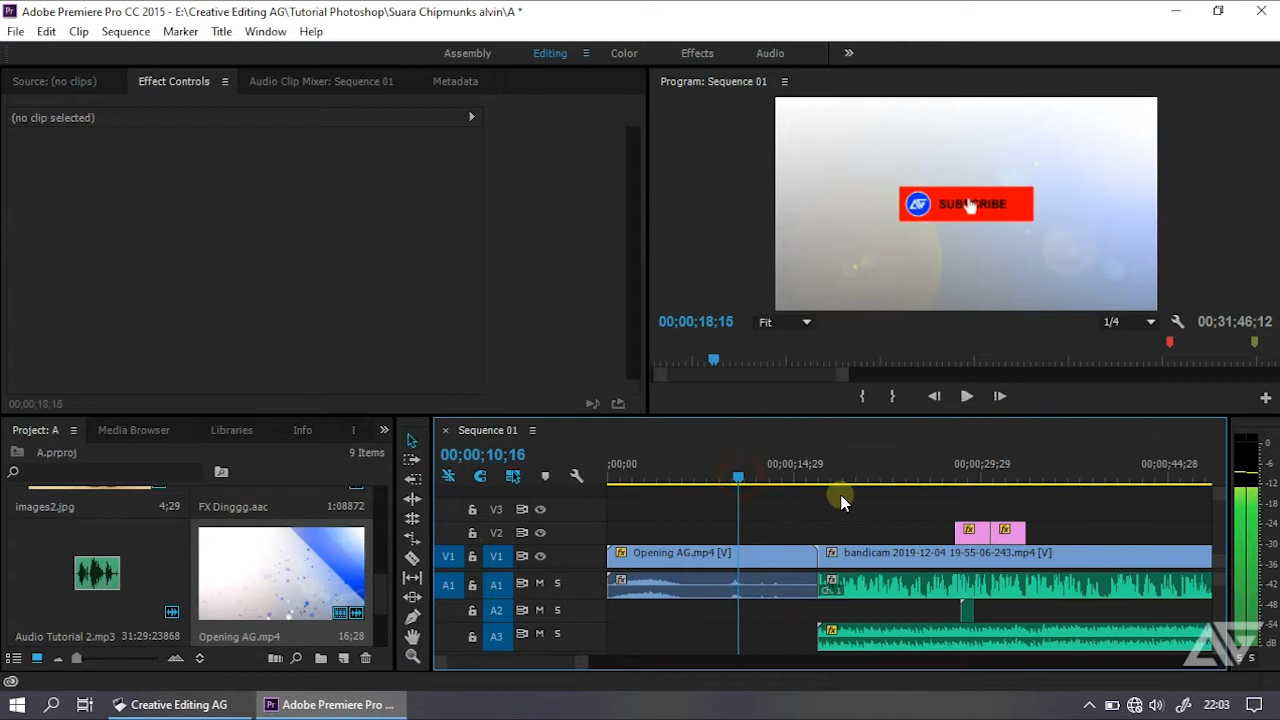 Adobe Premiere Pro CC 2015 - E:\Creative Editing AG\Tutorial Photoshop\Suara Chipmunks alvin\A *
File Edit Clip Sequence Marker Title Window Help
Assembly Editing Color Effects Audio
Source: (no clips) Effect Controls Audio Clip Mixer: Sequence 01 Metadata Program: Sequence 01
(no clip selected)
SUBSCRIBE
00;00;18;15 Fit 1/4 00;31;46;12
00;00;18;15
Project: A Media Browser Libraries Info Sequence 01
A.prproj 9 Items 00;00;10;16
;00;00 00;00;14;29 00;00;29;29 00;00;44;28
images2.jpg 4;29 FX Dinggg.aac 1:08872
V3
V2
V1 V1 Opening AG.mp4 [V] bandicam 2019-12-04 19-55-06-243.mp4 [V]
A1 A1 M S Ch. 1
A2 M S
A3 M S
Audio Tutorial 2.mp3 31:29:23868 Opening AG.mp4 16;28
S S
Creative Editing AG Adobe Premiere Pro ... 22:03